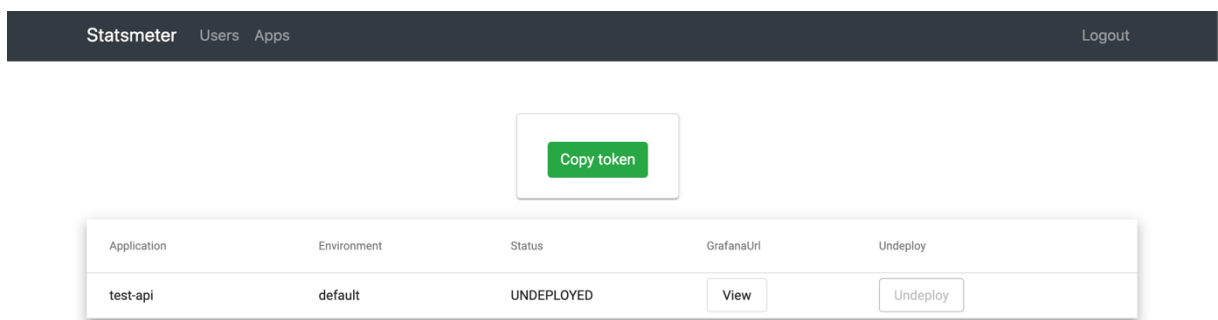 Statsmeter Users Apps Logout
Copy token
Application Environment Status GrafanaUrl Undeploy
test-api default UNDEPLOYED View Undeploy